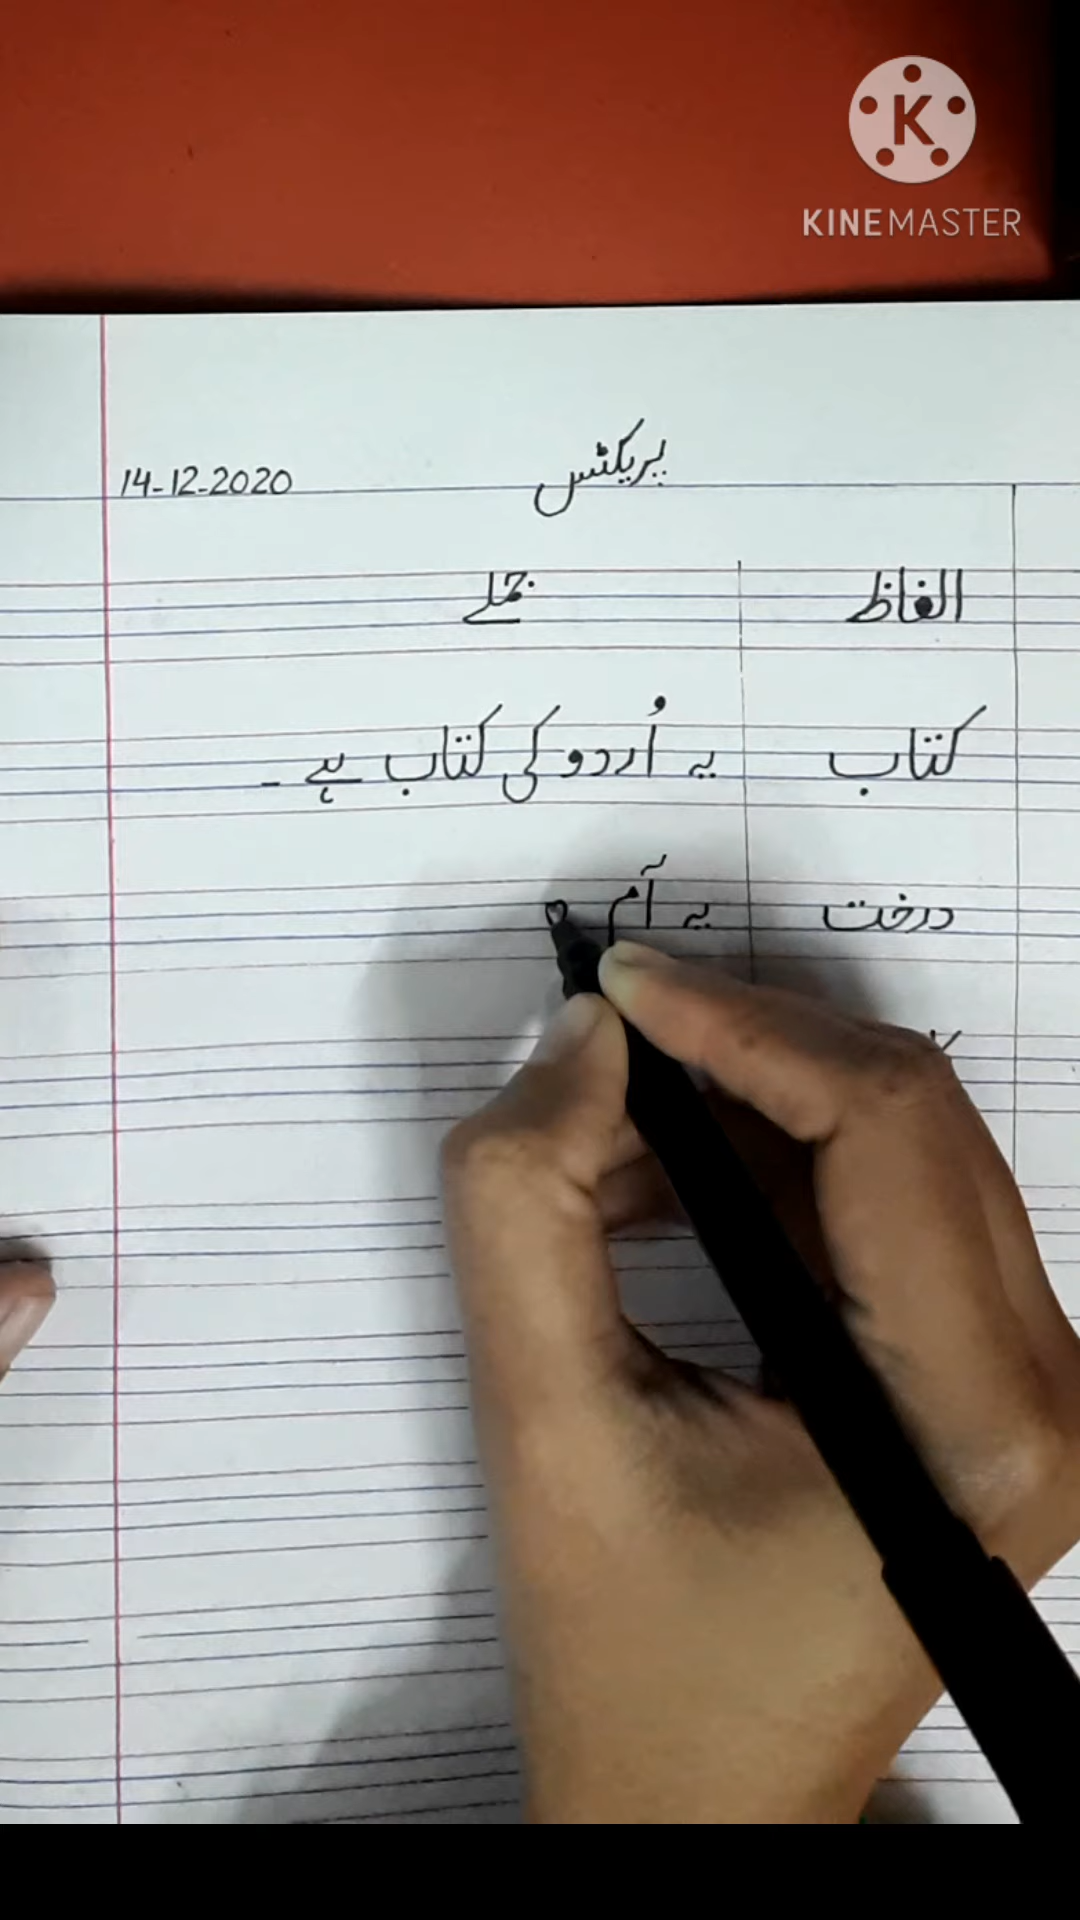 KINEMASTER
پریکٹس 14-12-2020
الفاظ جملے
کتاب یہ اُردو کی کتاب ہے ۔
درخت یہ آم